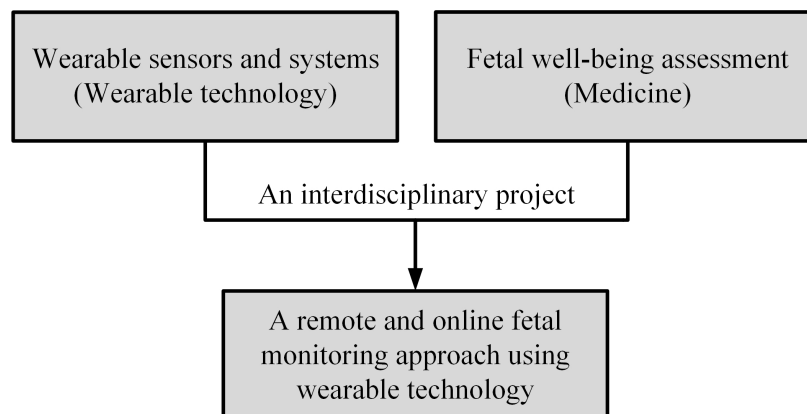 Wearable sensors and systems
(Wearable technology)
Fetal well-being assessment
(Medicine)
An interdisciplinary project
A remote and online fetal
monitoring approach using
wearable technology